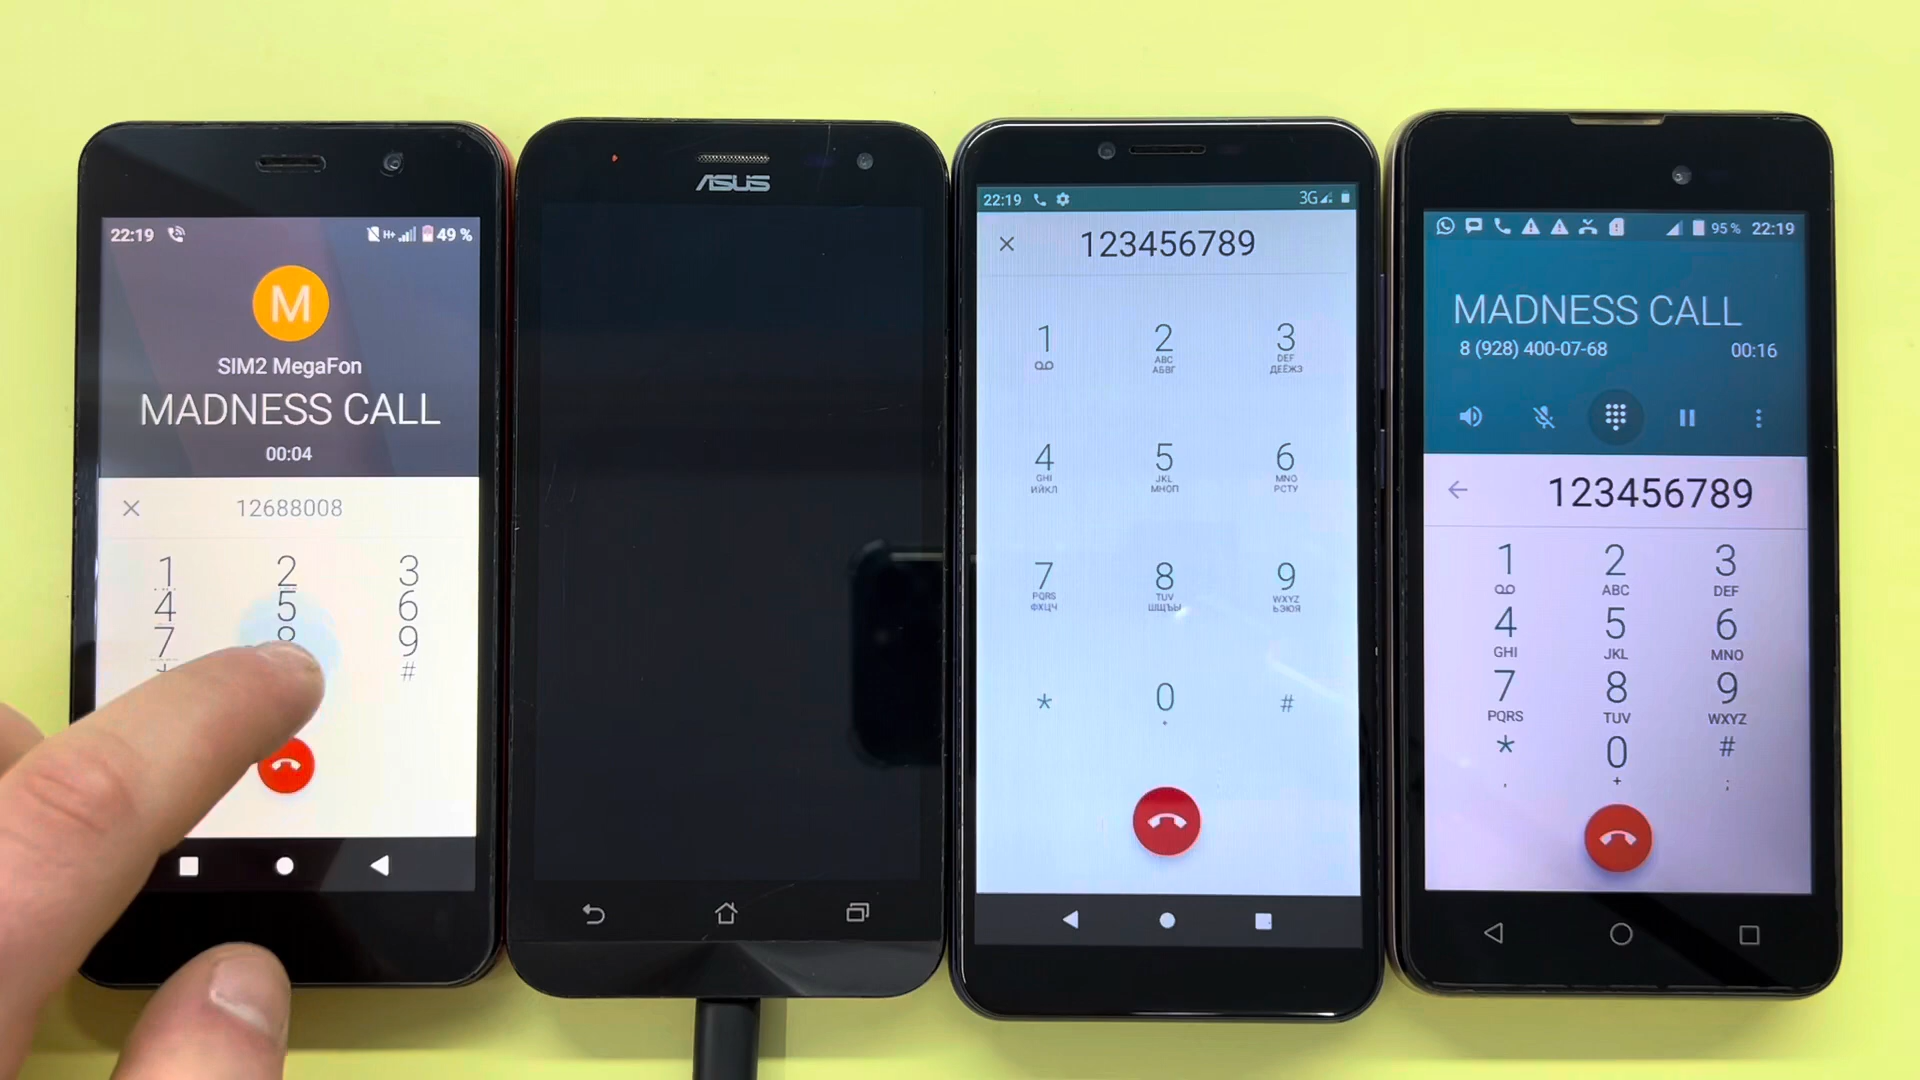 22:19 H+ 49 %
M
SIM2 MegaFon
MADNESS CALL
00:04
12688008
1 2 3
4 5 6
7 8 9
#
ASUS
22:19 3G
123456789
1 2 3
ABC DEF
АБВГ ДЕЁЖЗ
4 5 6
GHI JKL MNO
ИЙКЛ МНОП РСТУ
7 8 9
PQRS TUV WXYZ
ФХЦЧ ШЩЪЫ ЬЭЮЯ
* 0 #
95 % 22:19
MADNESS CALL
8 (928) 400-07-68 00:16
123456789
1 2 3
ABC DEF
4 5 6
GHI JKL MNO
7 8 9
PQRS TUV WXYZ
* 0 #
, + ;